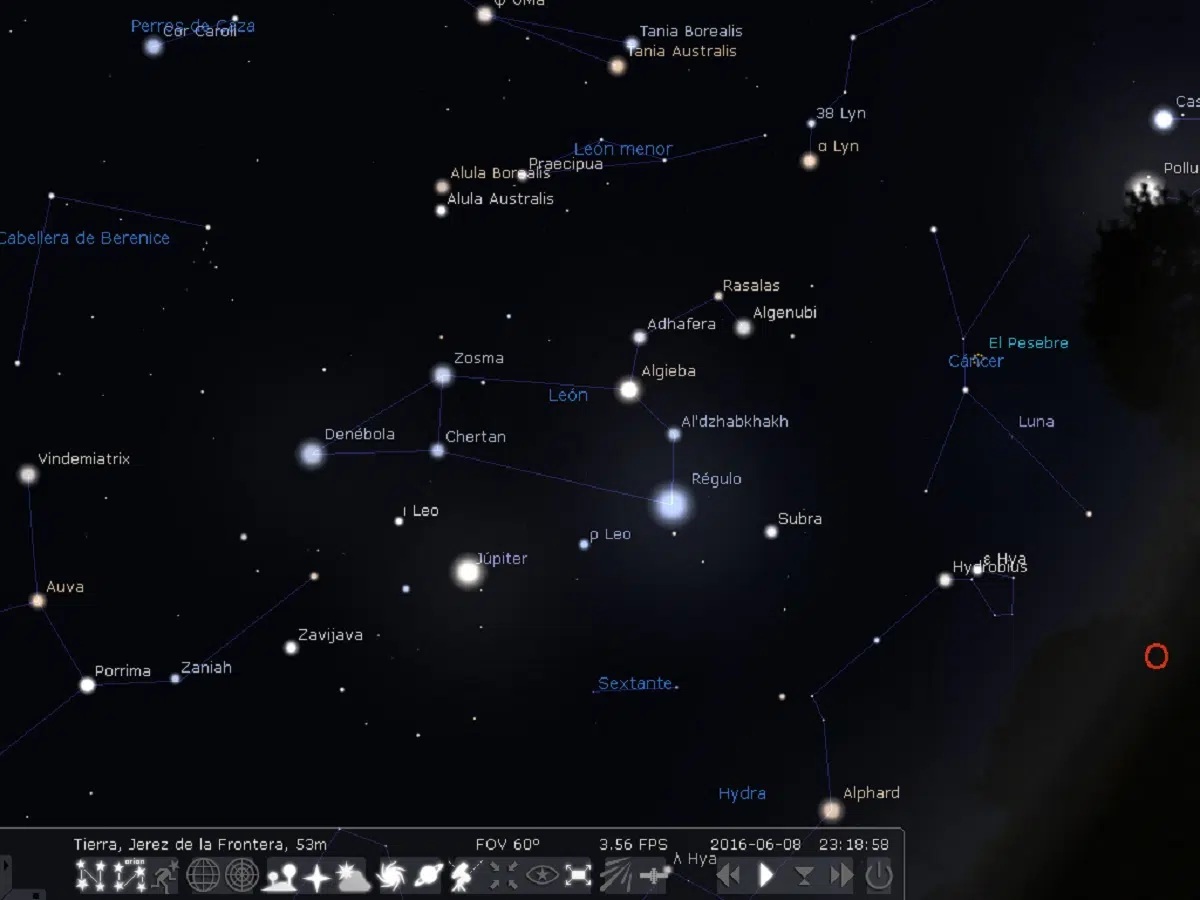 φ UMa
Perros de Caza
Cor Caroli
Tania Borealis
Tania Australis
38 Lyn
α Lyn
León menor
Praecipua
Alula Borealis
Alula Australis
Cas
Pollu
Cabellera de Berenice
Rasalas
Algenubi
Adhafera
El Pesebre
Cáncer
Zosma
Algieba
León
Al'dzhabkhakh
Luna
Denébola
Chertan
Vindemiatrix
Régulo
ι Leo
Subra
ρ Leo
Júpiter
ε Hya
Hydrobius
Auva
Zavijava
Porrima
Zaniah
Sextante
Hydra
Alphard
Tierra, Jerez de la Frontera, 53m FOV 60° 3.56 FPS 2016-06-08 23:18:58
λ Hya
orion